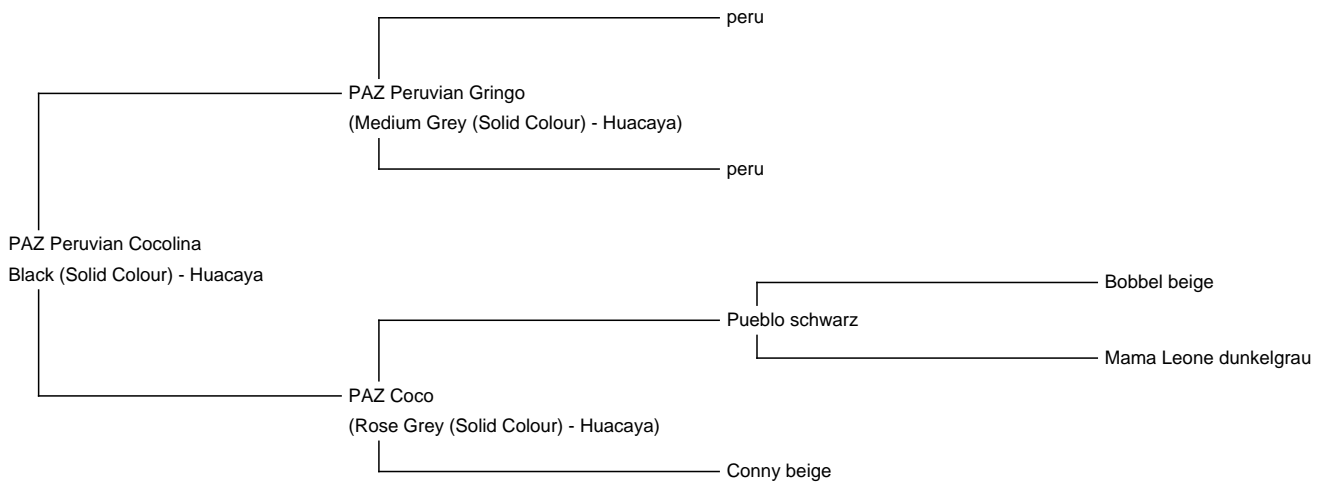 peru
PAZ Peruvian Gringo
(Medium Grey (Solid Colour) - Huacaya)
peru
PAZ Peruvian Cocolina
Black (Solid Colour) - Huacaya
Bobbel beige
Pueblo schwarz
Mama Leone dunkelgrau
PAZ Coco
(Rose Grey (Solid Colour) - Huacaya)
Conny beige